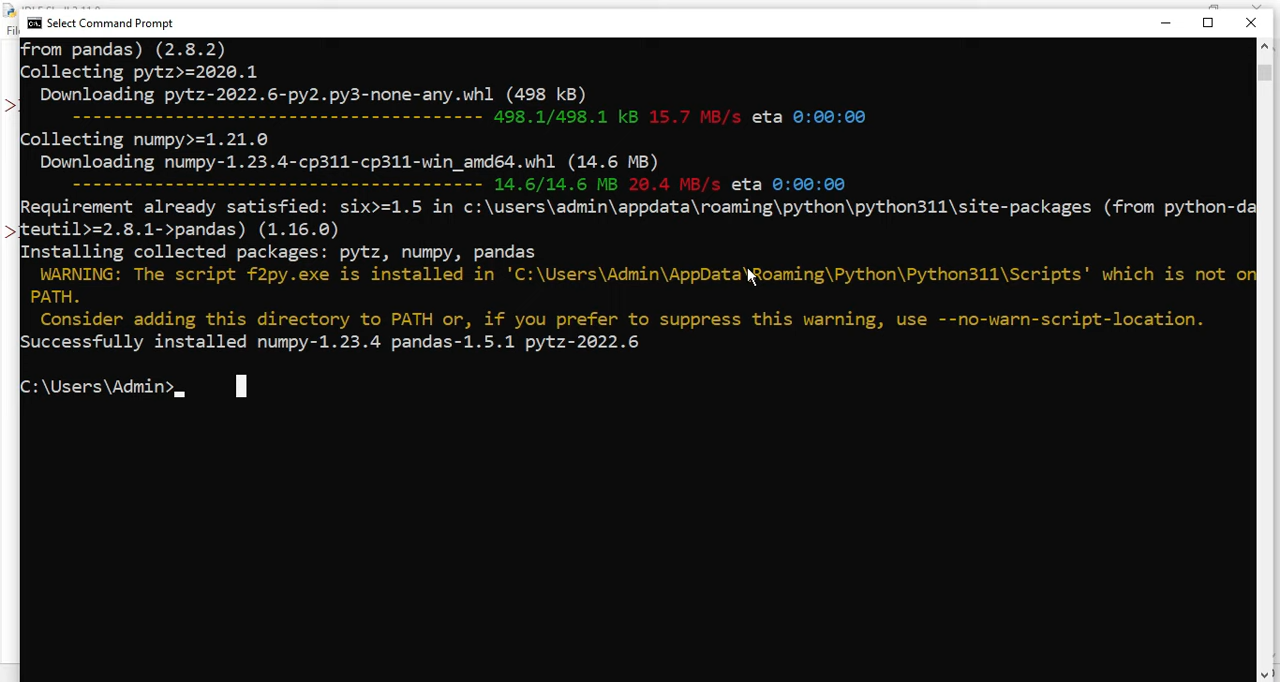 Select Command Prompt
from pandas) (2.8.2)
Collecting pytz>=2020.1
Downloading pytz-2022.6-py2.py3-none-any.whl (498 kB)
---------------------------------------- 498.1/498.1 kB 15.7 MB/s eta 0:00:00
Collecting numpy>=1.21.0
Downloading numpy-1.23.4-cp311-cp311-win_amd64.whl (14.6 MB)
---------------------------------------- 14.6/14.6 MB 20.4 MB/s eta 0:00:00
Requirement already satisfied: six>=1.5 in c:\users\admin\appdata\roaming\python\python311\site-packages (from python-da
teutil>=2.8.1->pandas) (1.16.0)
Installing collected packages: pytz, numpy, pandas
WARNING: The script f2py.exe is installed in 'C:\Users\Admin\AppData\Roaming\Python\Python311\Scripts' which is not on
PATH.
Consider adding this directory to PATH or, if you prefer to suppress this warning, use --no-warn-script-location.
Successfully installed numpy-1.23.4 pandas-1.5.1 pytz-2022.6
C:\Users\Admin>_